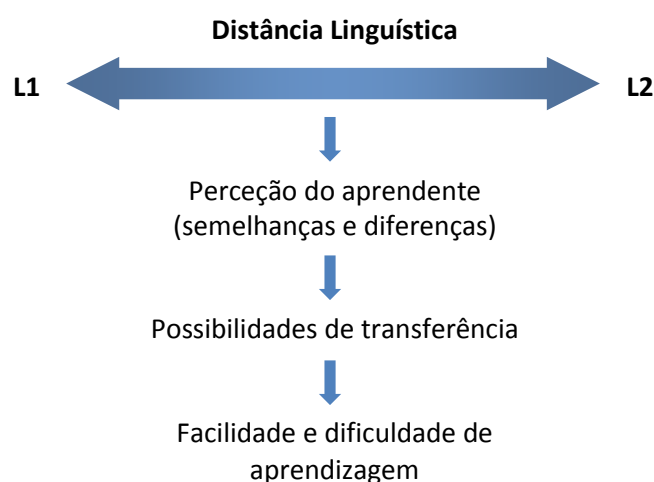 Distância Linguística
L1
L2
Perceção do aprendente
(semelhanças e diferenças)
Possibilidades de transferência
Facilidade e dificuldade de
aprendizagem